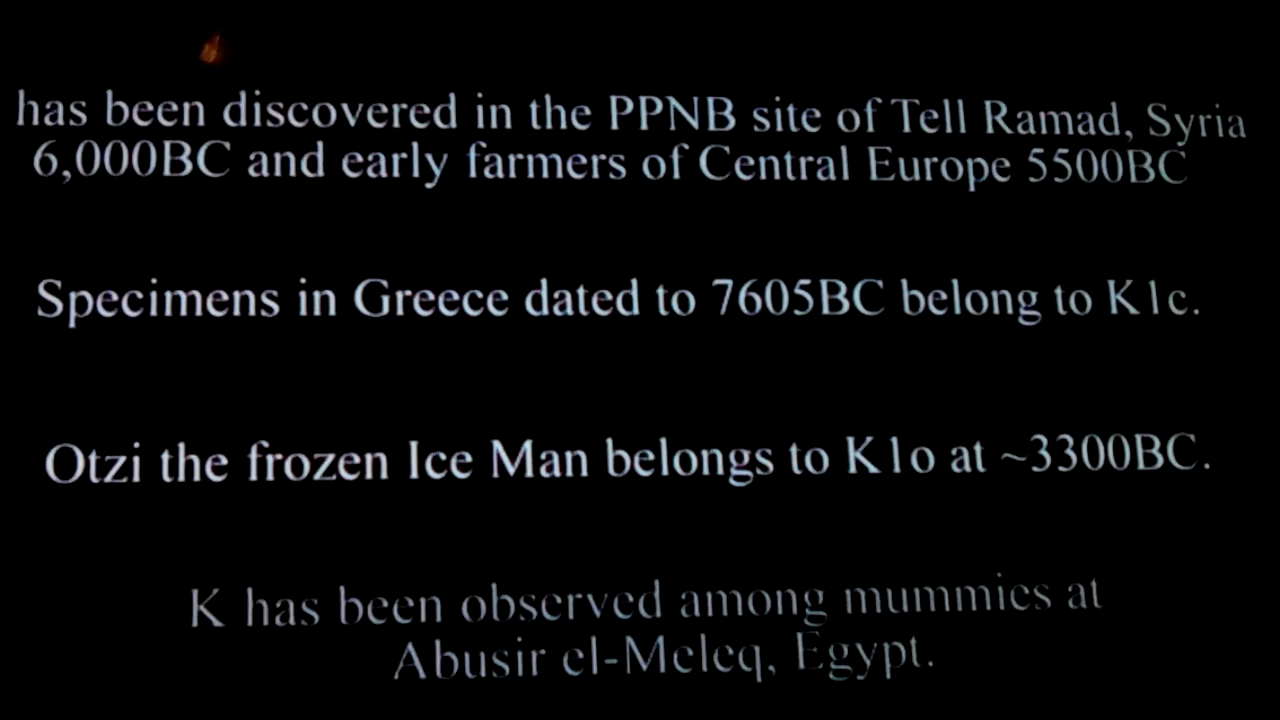 has been discovered in the PPNB site of Tell Ramad, Syria
6,000BC and early farmers of Central Europe 5500BC
Specimens in Greece dated to 7605BC belong to K1c.
Otzi the frozen Ice Man belongs to K1o at ~3300BC.
K has been observed among mummies at
Abusir el-Meleq, Egypt.